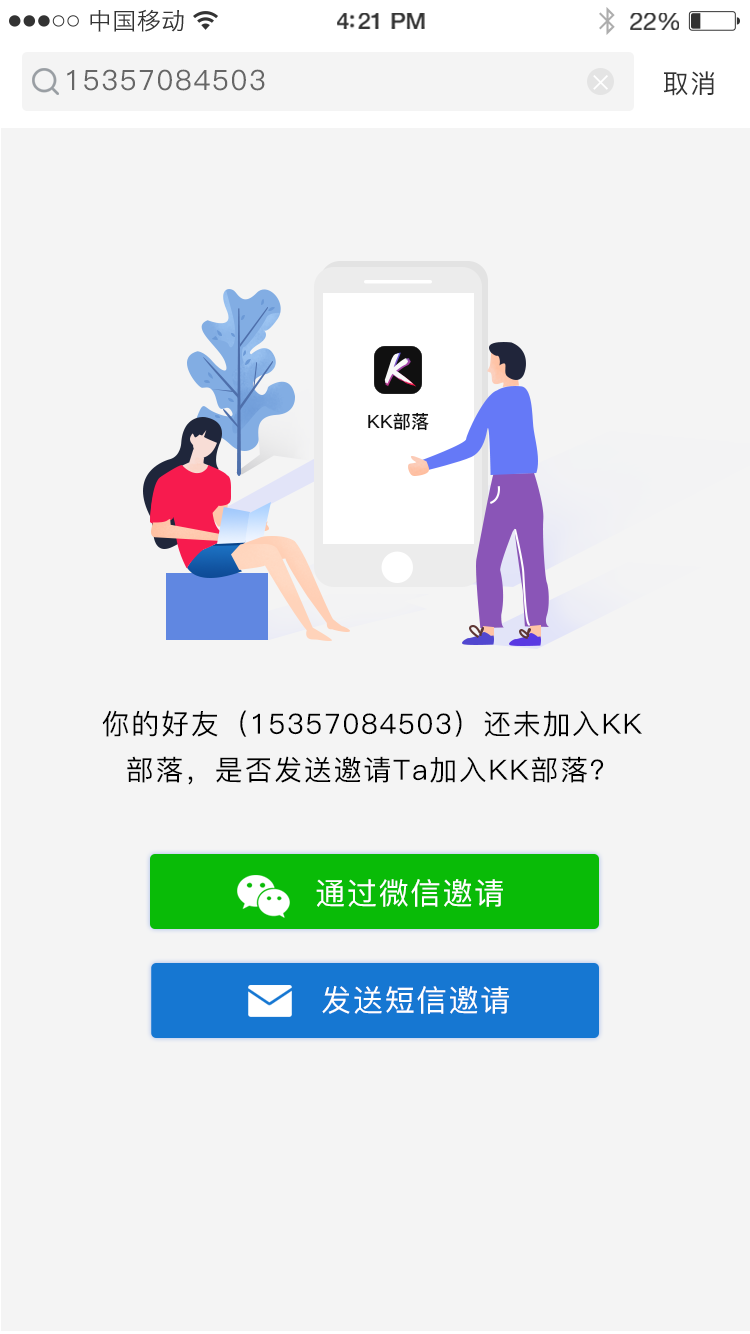 中国移动 4:21 PM 22%
15357084503 取消
KK部落
你的好友（15357084503）还未加入KK
部落，是否发送邀请Ta加入KK部落？
通过微信邀请
发送短信邀请